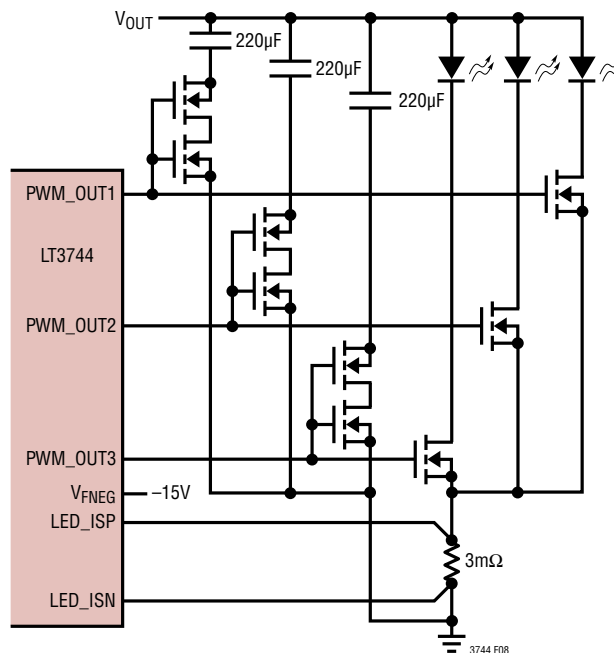 VOUT
220µF
220µF
220µF
PWM_OUT1
LT3744
PWM_OUT2
PWM_OUT3
VFNEG
–15V
LED_ISP
3mΩ
LED_ISN
3744 F08